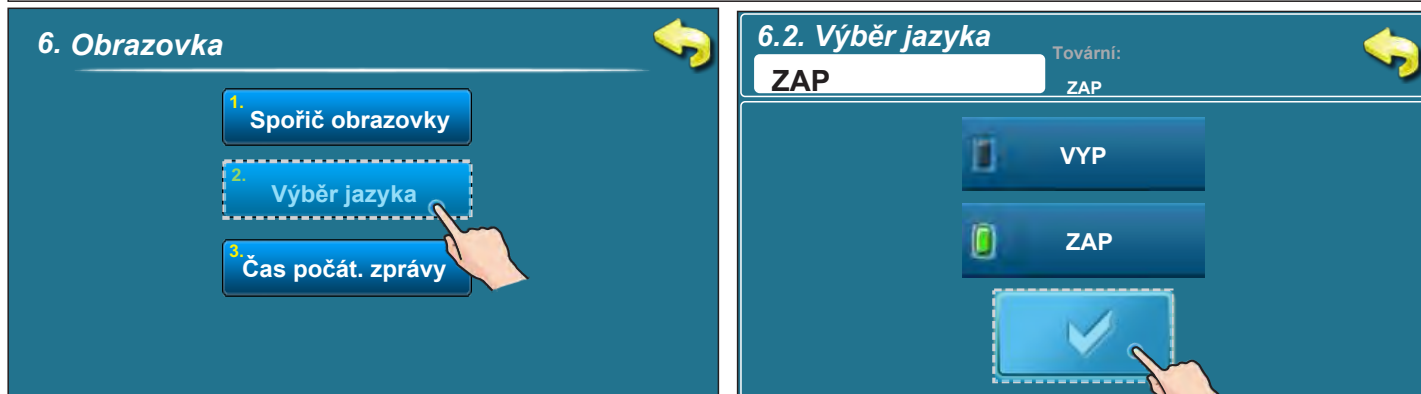 6. Obrazovka
1.
Spořič obrazovky
2.
Výběr jazyka
3.
Čas počát. zprávy
6.2. Výběr jazyka
Tovární:
ZAP
ZAP
VYP
ZAP